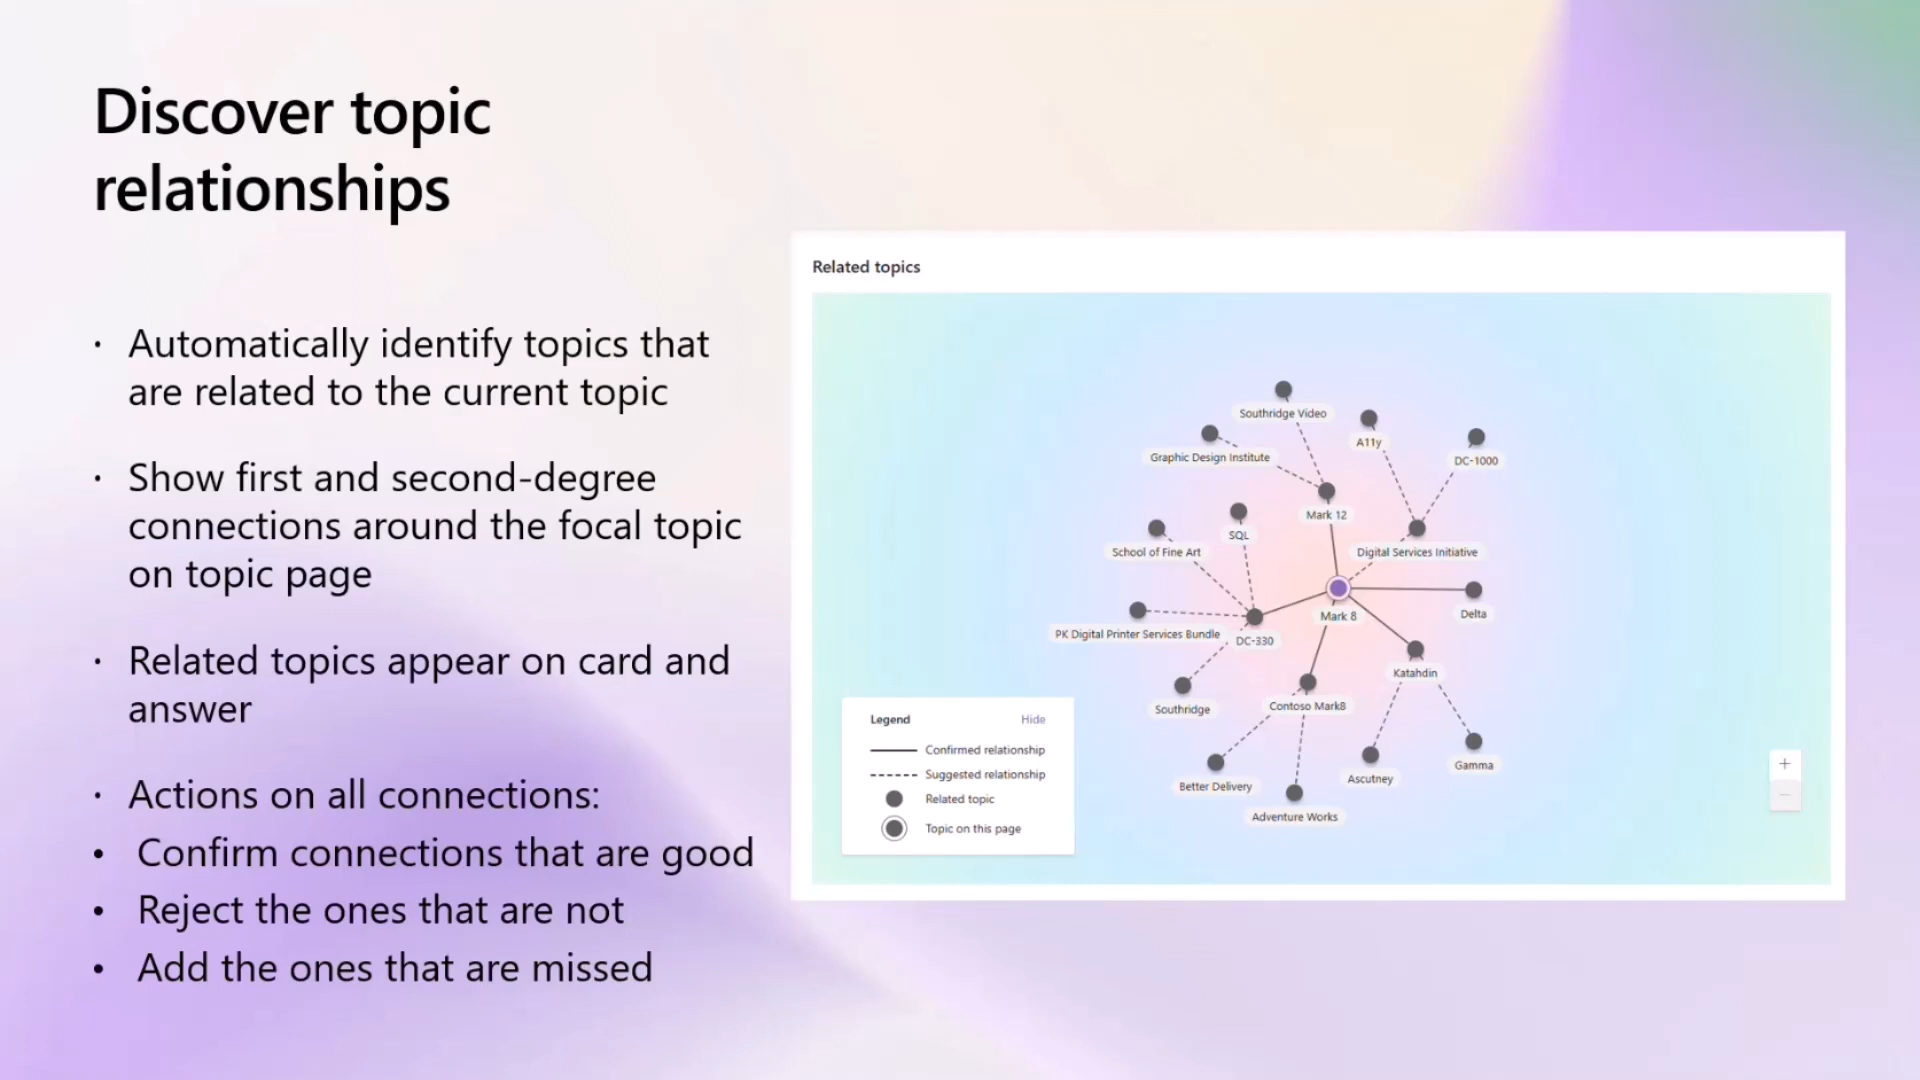 Discover topic
relationships
· Automatically identify topics that
are related to the current topic
· Show first and second-degree
connections around the focal topic
on topic page
· Related topics appear on card and
answer
· Actions on all connections:
• Confirm connections that are good
• Reject the ones that are not
• Add the ones that are missed
Related topics
Southridge Video
A11y
Graphic Design Institute
DC-1000
Mark 12
SQL
School of Fine Art
Digital Services Initiative
Mark 8
Delta
PK Digital Printer Services Bundle
DC-330
Katahdin
Southridge
Contoso Mark8
Gamma
Ascutney
Better Delivery
Adventure Works
Legend Hide
Confirmed relationship
Suggested relationship
Related topic
Topic on this page
+
−